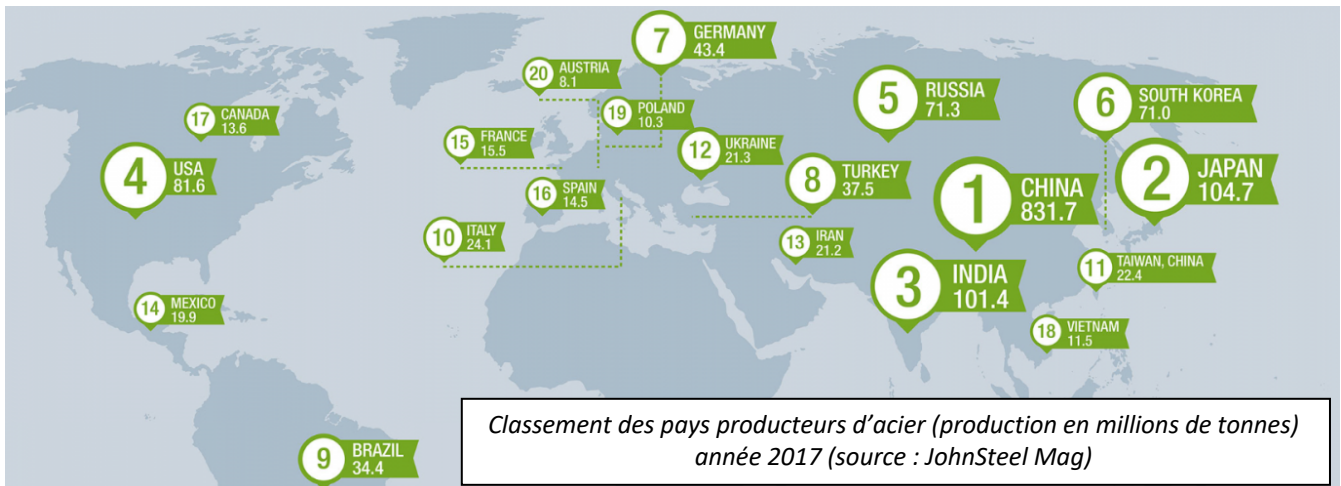 7
GERMANY
43.4
20
AUSTRIA
8.1
5
RUSSIA
71.3
6
SOUTH KOREA
71.0
17
CANADA
13.6
19
POLAND
10.3
15
FRANCE
15.5
12
UKRAINE
21.3
4
USA
81.6
8
TURKEY
37.5
1
CHINA
831.7
2
JAPAN
104.7
16
SPAIN
14.5
10
ITALY
24.1
13
IRAN
21.2
3
INDIA
101.4
11
TAIWAN, CHINA
22.4
14
MEXICO
19.9
18
VIETNAM
11.5
9
BRAZIL
34.4
Classement des pays producteurs d’acier (production en millions de tonnes)
année 2017 (source : JohnSteel Mag)